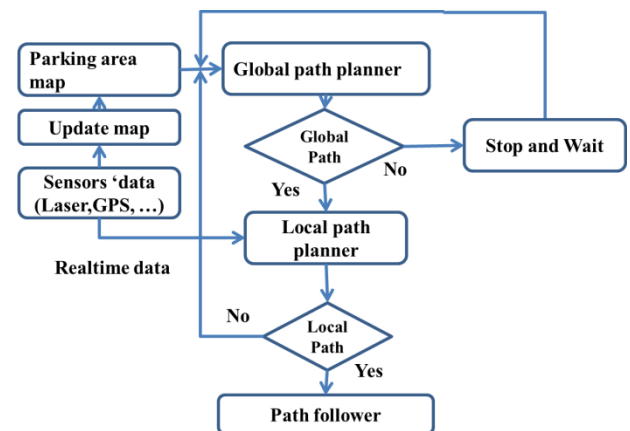 Parking area
map
Global path planner
Update map
Global
Path
No
Stop and Wait
Sensors ‘data
(Laser,GPS, …)
Yes
Local path
planner
Realtime data
No
Local
Path
Yes
Path follower